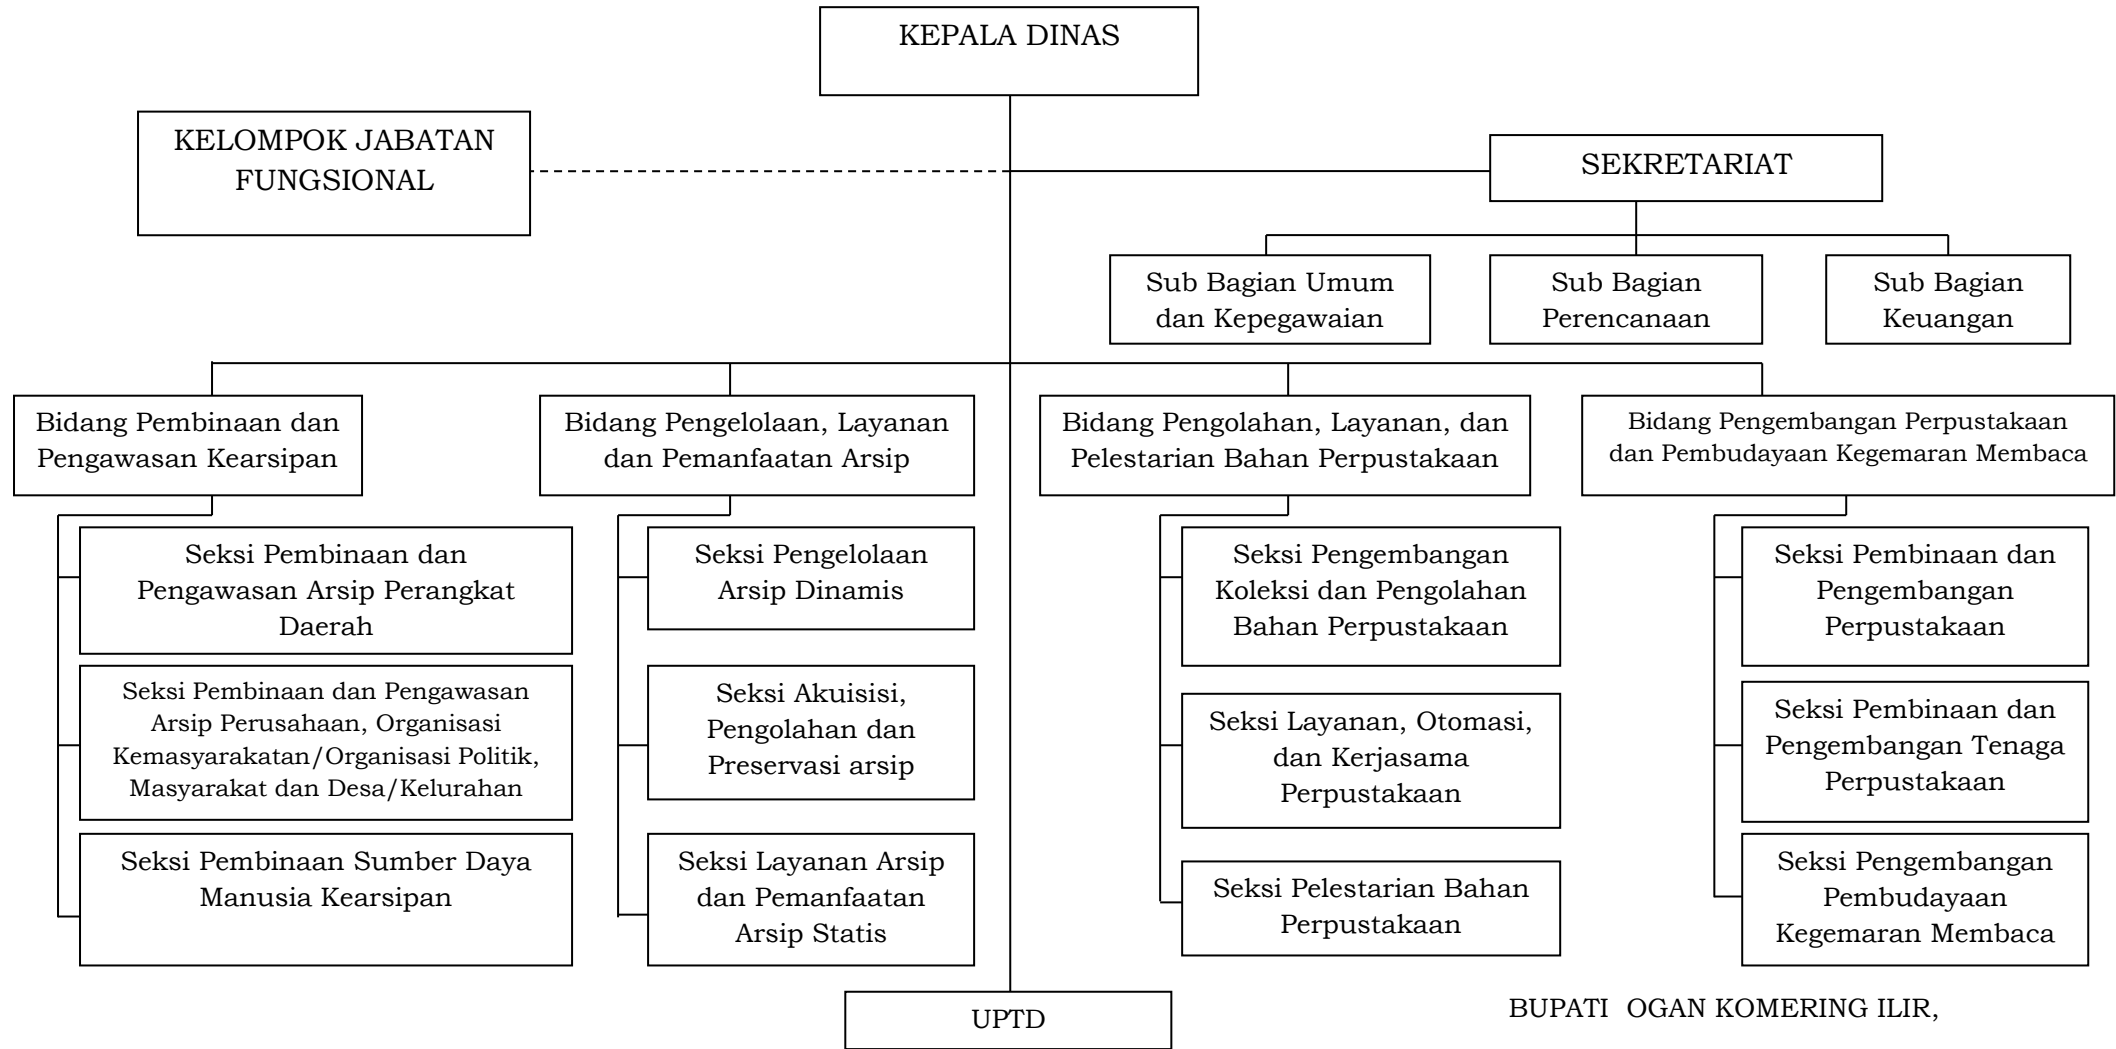 KEPALA DINAS
KELOMPOK JABATAN
FUNGSIONAL
SEKRETARIAT
Sub Bagian Umum
dan Kepegawaian
Sub Bagian
Perencanaan
Sub Bagian
Keuangan
Bidang Pembinaan dan
Pengawasan Kearsipan
Bidang Pengelolaan, Layanan
dan Pemanfaatan Arsip
Bidang Pengolahan, Layanan, dan
Pelestarian Bahan Perpustakaan
Bidang Pengembangan Perpustakaan
dan Pembudayaan Kegemaran Membaca
Seksi Pembinaan dan
Pengawasan Arsip Perangkat
Daerah
Seksi Pembinaan dan Pengawasan
Arsip Perusahaan, Organisasi
Kemasyarakatan/Organisasi Politik,
Masyarakat dan Desa/Kelurahan
Seksi Pembinaan Sumber Daya
Manusia Kearsipan
Seksi Pengelolaan
Arsip Dinamis
Seksi Akuisisi,
Pengolahan dan
Preservasi arsip
Seksi Layanan Arsip
dan Pemanfaatan
Arsip Statis
Seksi Pengembangan
Koleksi dan Pengolahan
Bahan Perpustakaan
Seksi Layanan, Otomasi,
dan Kerjasama
Perpustakaan
Seksi Pelestarian Bahan
Perpustakaan
Seksi Pembinaan dan
Pengembangan
Perpustakaan
Seksi Pembinaan dan
Pengembangan Tenaga
Perpustakaan
Seksi Pengembangan
Pembudayaan
Kegemaran Membaca
UPTD
BUPATI  OGAN KOMERING ILIR,